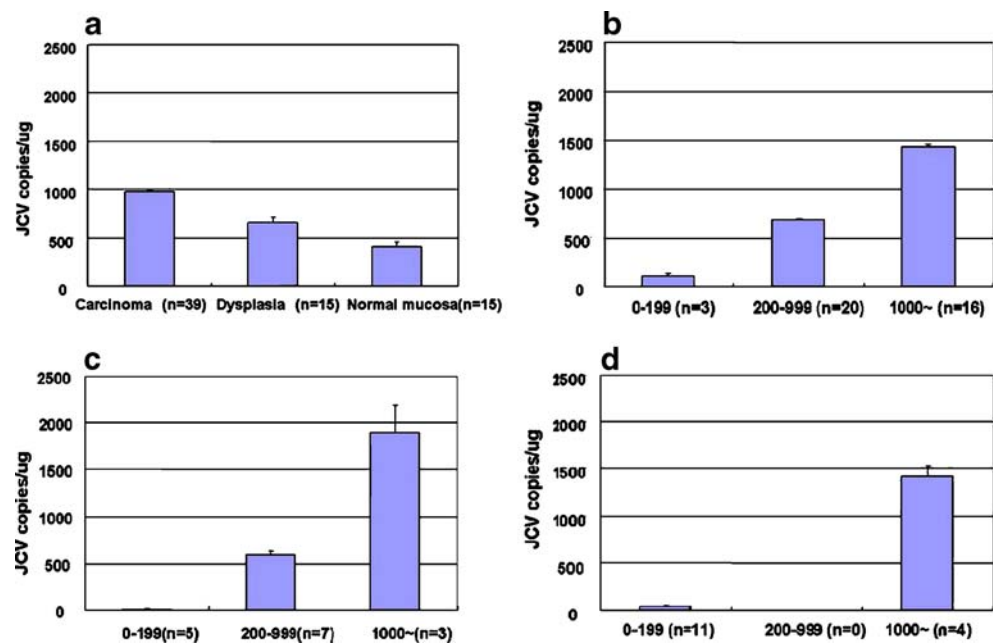 a
2500
2000
1500
1000
500
0
JCV copies/ug
Carcinoma (n=39) Dysplasia (n=15) Normal mucosa(n=15)
b
2500
2000
1500
1000
500
0
JCV copies/ug
0-199 (n=3) 200-999 (n=20) 1000~ (n=16)
c
2500
2000
1500
1000
500
0
JCV copies/ug
0-199(n=5) 200-999(n=7) 1000~(n=3)
d
2500
2000
1500
1000
500
0
JCV copies/ug
0-199 (n=11) 200-999 (n=0) 1000~ (n=4)